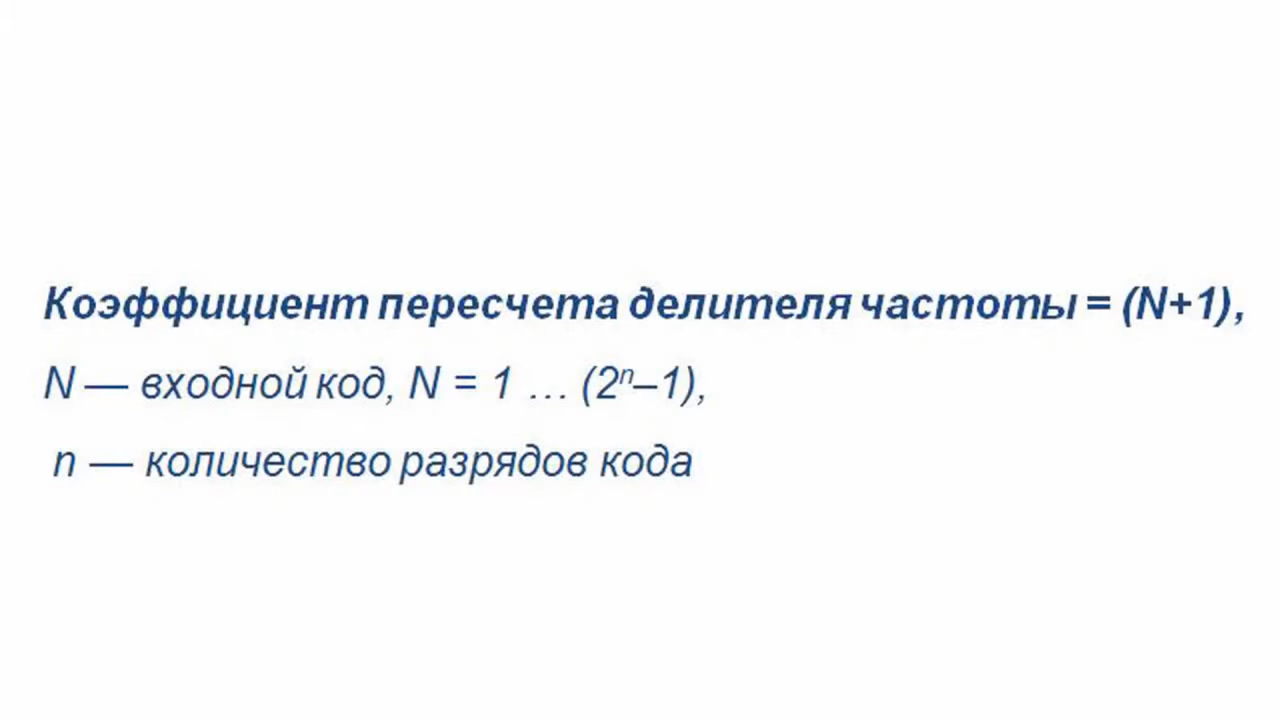 Коэффициент пересчета делителя частоты = (N+1),
N — входной код, N = 1 … (2ⁿ–1),
n — количество разрядов кода